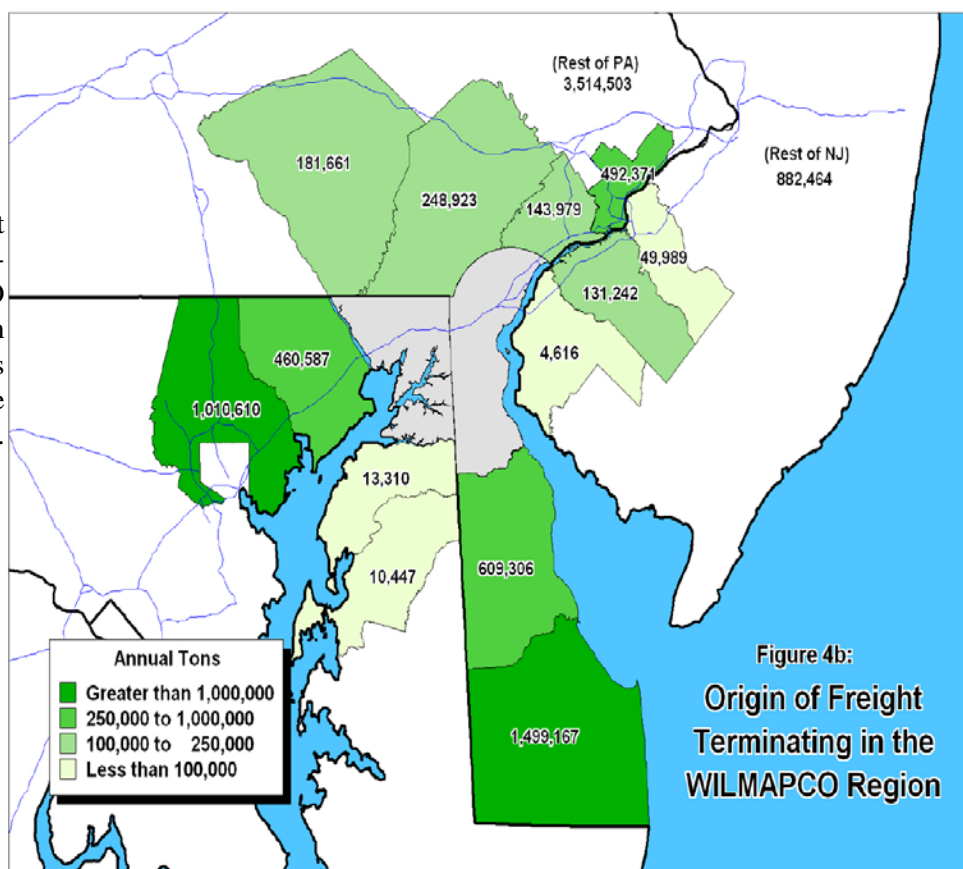 (Rest of PA)
3,514,503
(Rest of NJ)
882,464
492,371
181,661
248,923
143,979
49,989
131,242
4,616
460,587
1,010,610
13,310
10,447
609,306
1,499,167
Annual Tons
Greater than 1,000,000
250,000 to 1,000,000
100,000 to 250,000
Less than 100,000
Figure 4b:
Origin of Freight
Terminating in the
WILMAPCO Region